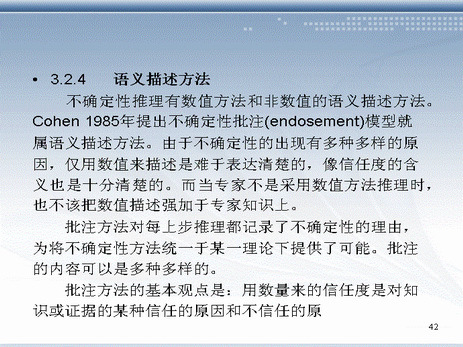 • 3.2.4 语义描述方法
不确定性推理有数值方法和非数值的语义描述方法。
Cohen 1985年提出不确定性批注(endosement)模型就
属语义描述方法。由于不确定性的出现有多种多样的原
因，仅用数值来描述是难于表达清楚的，像信任度的含
义也是十分清楚的。而当专家不是采用数值方法推理时，
也不该把数值描述强加于专家知识上。
批注方法对每上步推理都记录了不确定性的理由，
为将不确定性方法统一于某一理论下提供了可能。批注
的内容可以是多种多样的。
批注方法的基本观点是：用数量来的信任度是对知
识或证据的某种信任的原因和不信任的原
42